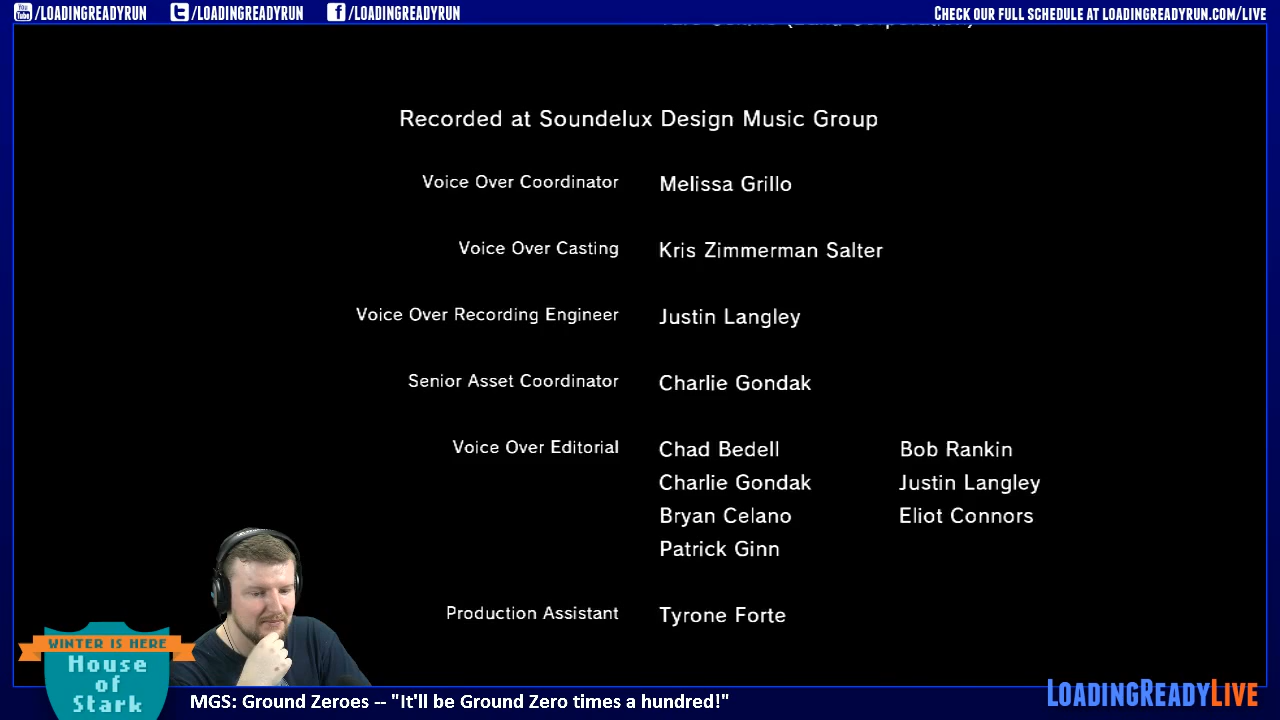 You Tube /LOADINGREADYRUN /LOADINGREADYRUN /LOADINGREADYRUN CHECK OUR FULL SCHEDULE AT LOADINGREADYRUN.COM/LIVE
Recorded at Soundelux Design Music Group
Voice Over Coordinator Melissa Grillo
Voice Over Casting Kris Zimmerman Salter
Voice Over Recording Engineer Justin Langley
Senior Asset Coordinator Charlie Gondak
Voice Over Editorial Chad Bedell Bob Rankin
Charlie Gondak Justin Langley
Bryan Celano Eliot Connors
Patrick Ginn
Production Assistant Tyrone Forte
WINTER IS HERE
House
of
Stark
MGS: Ground Zeroes -- "It'll be Ground Zero times a hundred!"
LOADINGREADYLIVE